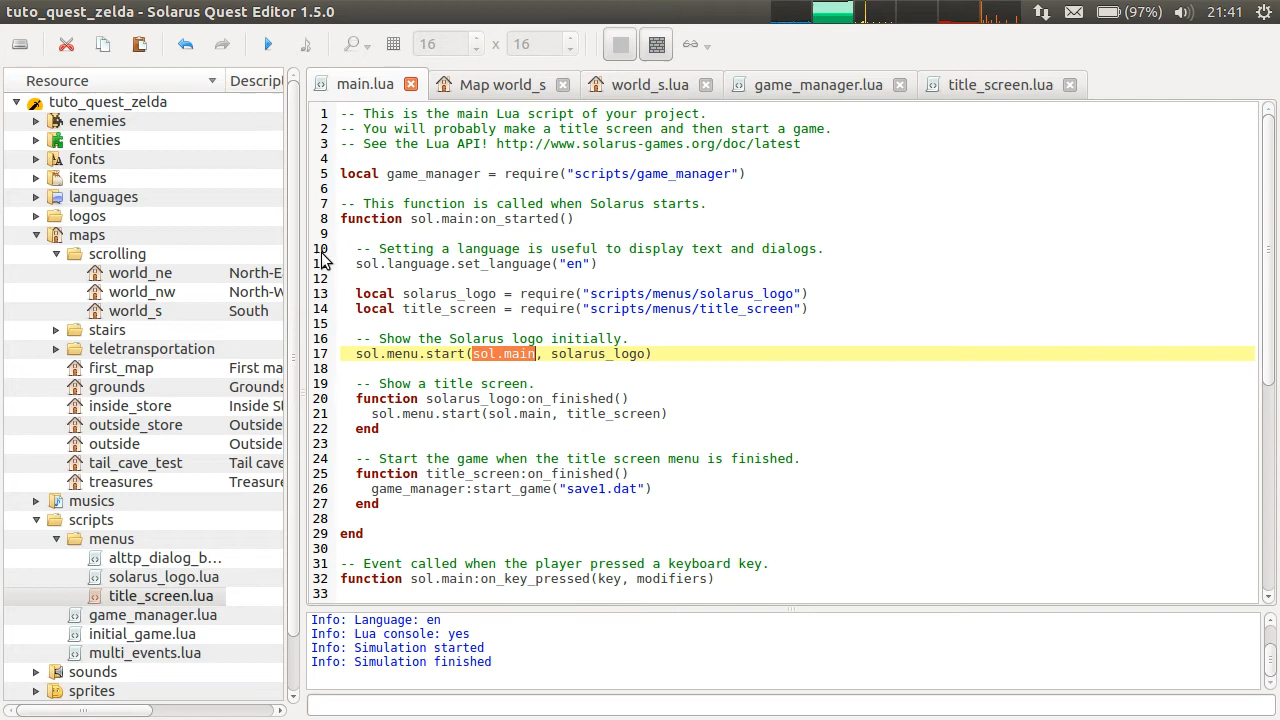 tuto_quest_zelda - Solarus Quest Editor 1.5.0
(97%) 21:41
16 x 16
Resource Descrip
main.lua Map world_s world_s.lua game_manager.lua title_screen.lua
tuto_quest_zelda
enemies
entities
fonts
items
languages
logos
maps
scrolling
world_ne North-E
world_nw North-W
world_s South
stairs
teletransportation
first_map First ma
grounds Grounds
inside_store Inside S
outside_store Outside
outside Outside
tail_cave_test Tail cave
treasures Treasure
musics
scripts
menus
alttp_dialog_b...
solarus_logo.lua
title_screen.lua
game_manager.lua
initial_game.lua
multi_events.lua
sounds
sprites
1 -- This is the main Lua script of your project.
2 -- You will probably make a title screen and then start a game.
3 -- See the Lua API! http://www.solarus-games.org/doc/latest
4
5 local game_manager = require("scripts/game_manager")
6
7 -- This function is called when Solarus starts.
8 function sol.main:on_started()
9
10 -- Setting a language is useful to display text and dialogs.
sol.language.set_language("en")
12
13 local solarus_logo = require("scripts/menus/solarus_logo")
14 local title_screen = require("scripts/menus/title_screen")
15
16 -- Show the Solarus logo initially.
17 sol.menu.start(sol.main, solarus_logo)
18
19 -- Show a title screen.
20 function solarus_logo:on_finished()
21 sol.menu.start(sol.main, title_screen)
22 end
23
24 -- Start the game when the title screen menu is finished.
25 function title_screen:on_finished()
26 game_manager:start_game("save1.dat")
27 end
28
29 end
30
31 -- Event called when the player pressed a keyboard key.
32 function sol.main:on_key_pressed(key, modifiers)
33
Info: Language: en
Info: Lua console: yes
Info: Simulation started
Info: Simulation finished